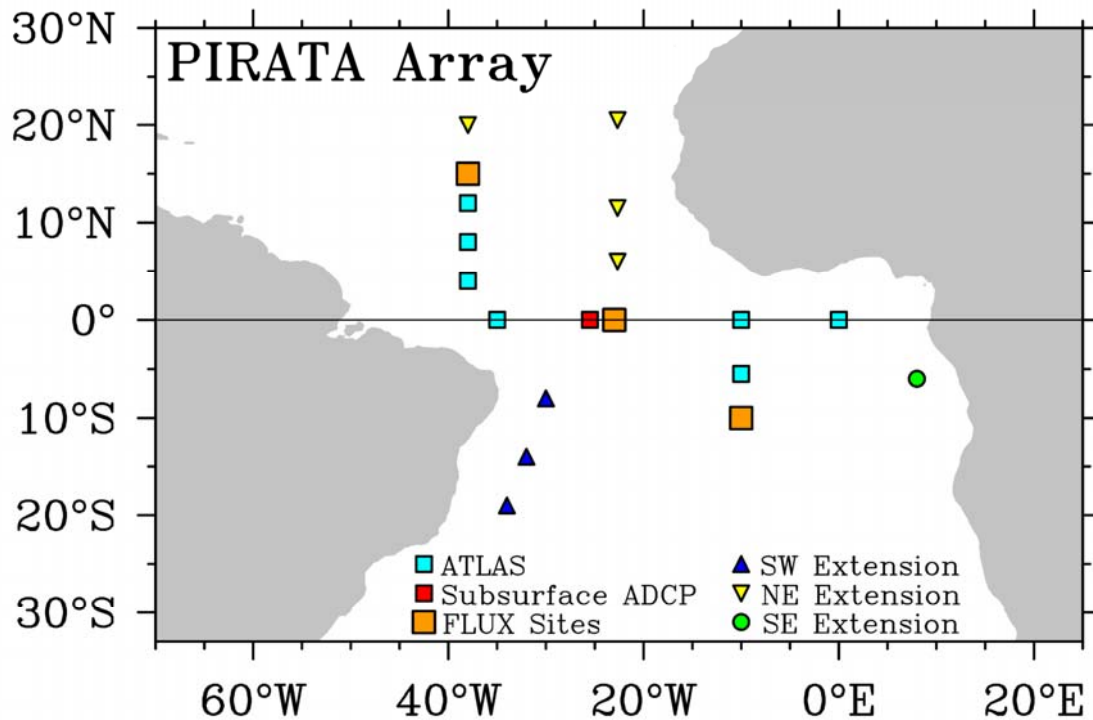 PIRATA Array
30°N
20°N
10°N
0°
10°S
20°S
30°S
ATLAS
Subsurface ADCP
FLUX Sites
SW Extension
NE Extension
SE Extension
60°W
40°W
20°W
0°E
20°E